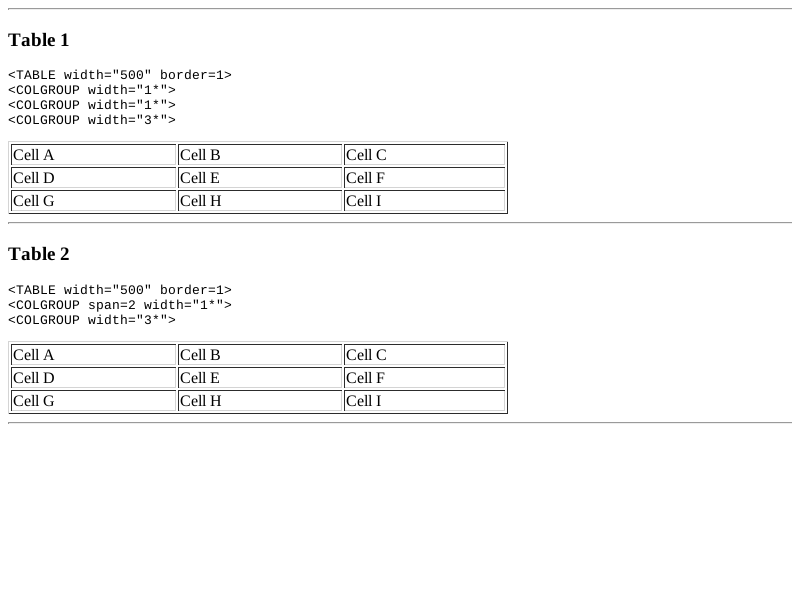 Table 1
<TABLE width="500" border=1>
<COLGROUP width="1*">
<COLGROUP width="1*">
<COLGROUP width="3*">
Cell A Cell B Cell C
Cell D Cell E Cell F
Cell G Cell H Cell I
Table 2
<TABLE width="500" border=1>
<COLGROUP span=2 width="1*">
<COLGROUP width="3*">
Cell A Cell B Cell C
Cell D Cell E Cell F
Cell G Cell H Cell I